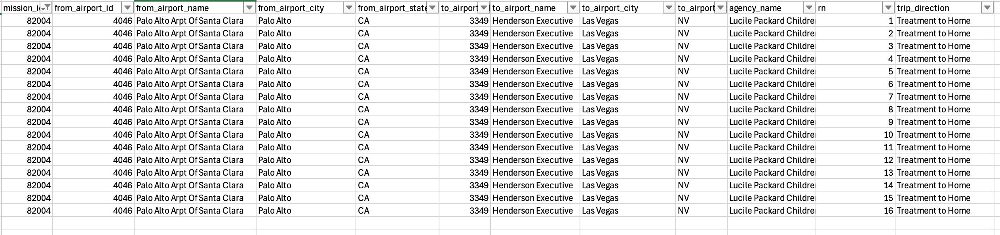 mission_i from_airport_id from_airport_name from_airport_city from_airport_state to_airport to_airport_name to_airport_city to_airport agency_name rn trip_direction
82004 4046 Palo Alto Arpt Of Santa Clara Palo Alto CA 3349 Henderson Executive Las Vegas NV Lucile Packard Childre 1 Treatment to Home
82004 4046 Palo Alto Arpt Of Santa Clara Palo Alto CA 3349 Henderson Executive Las Vegas NV Lucile Packard Childre 2 Treatment to Home
82004 4046 Palo Alto Arpt Of Santa Clara Palo Alto CA 3349 Henderson Executive Las Vegas NV Lucile Packard Childre 3 Treatment to Home
82004 4046 Palo Alto Arpt Of Santa Clara Palo Alto CA 3349 Henderson Executive Las Vegas NV Lucile Packard Childre 4 Treatment to Home
82004 4046 Palo Alto Arpt Of Santa Clara Palo Alto CA 3349 Henderson Executive Las Vegas NV Lucile Packard Childre 5 Treatment to Home
82004 4046 Palo Alto Arpt Of Santa Clara Palo Alto CA 3349 Henderson Executive Las Vegas NV Lucile Packard Childre 6 Treatment to Home
82004 4046 Palo Alto Arpt Of Santa Clara Palo Alto CA 3349 Henderson Executive Las Vegas NV Lucile Packard Childre 7 Treatment to Home
82004 4046 Palo Alto Arpt Of Santa Clara Palo Alto CA 3349 Henderson Executive Las Vegas NV Lucile Packard Childre 8 Treatment to Home
82004 4046 Palo Alto Arpt Of Santa Clara Palo Alto CA 3349 Henderson Executive Las Vegas NV Lucile Packard Childre 9 Treatment to Home
82004 4046 Palo Alto Arpt Of Santa Clara Palo Alto CA 3349 Henderson Executive Las Vegas NV Lucile Packard Childre 10 Treatment to Home
82004 4046 Palo Alto Arpt Of Santa Clara Palo Alto CA 3349 Henderson Executive Las Vegas NV Lucile Packard Childre 11 Treatment to Home
82004 4046 Palo Alto Arpt Of Santa Clara Palo Alto CA 3349 Henderson Executive Las Vegas NV Lucile Packard Childre 12 Treatment to Home
82004 4046 Palo Alto Arpt Of Santa Clara Palo Alto CA 3349 Henderson Executive Las Vegas NV Lucile Packard Childre 13 Treatment to Home
82004 4046 Palo Alto Arpt Of Santa Clara Palo Alto CA 3349 Henderson Executive Las Vegas NV Lucile Packard Childre 14 Treatment to Home
82004 4046 Palo Alto Arpt Of Santa Clara Palo Alto CA 3349 Henderson Executive Las Vegas NV Lucile Packard Childre 15 Treatment to Home
82004 4046 Palo Alto Arpt Of Santa Clara Palo Alto CA 3349 Henderson Executive Las Vegas NV Lucile Packard Childre 16 Treatment to Home